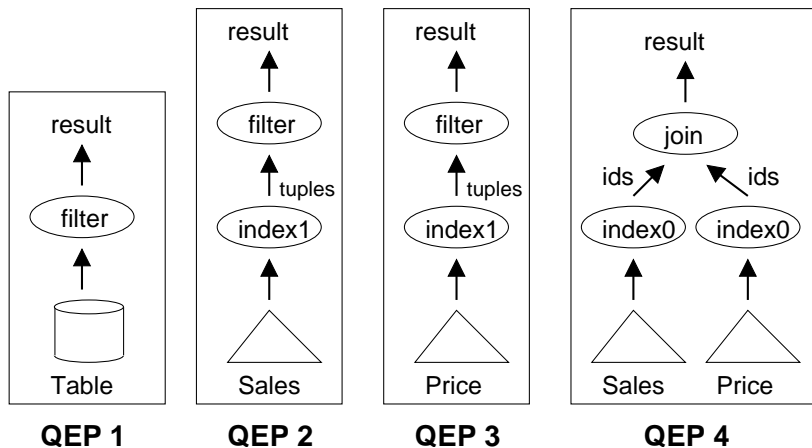 result
filter
Table
QEP 1
result
filter
tuples
index1
Sales
QEP 2
result
filter
tuples
index1
Price
QEP 3
result
join
ids ids
index0 index0
Sales Price
QEP 4